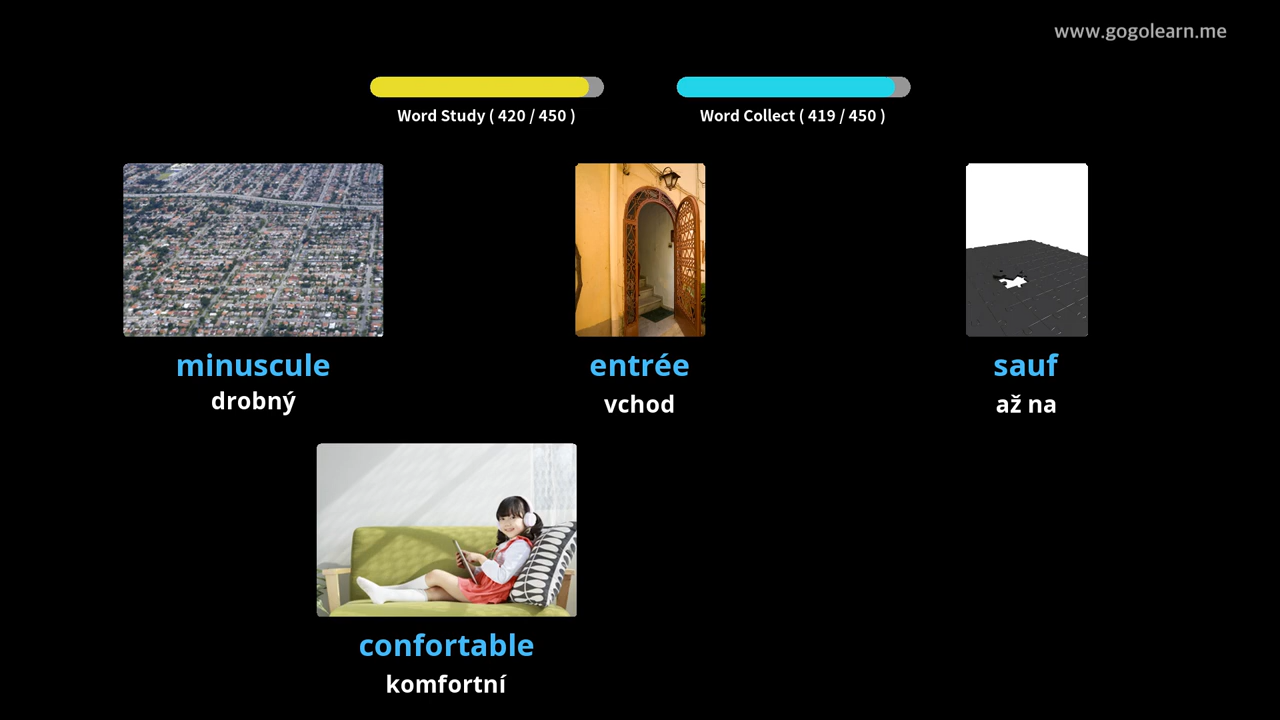 www.gogolearn.me
Word Study ( 420 / 450 )
Word Collect ( 419 / 450 )
minuscule
drobný
entrée
vchod
sauf
až na
confortable
komfortní